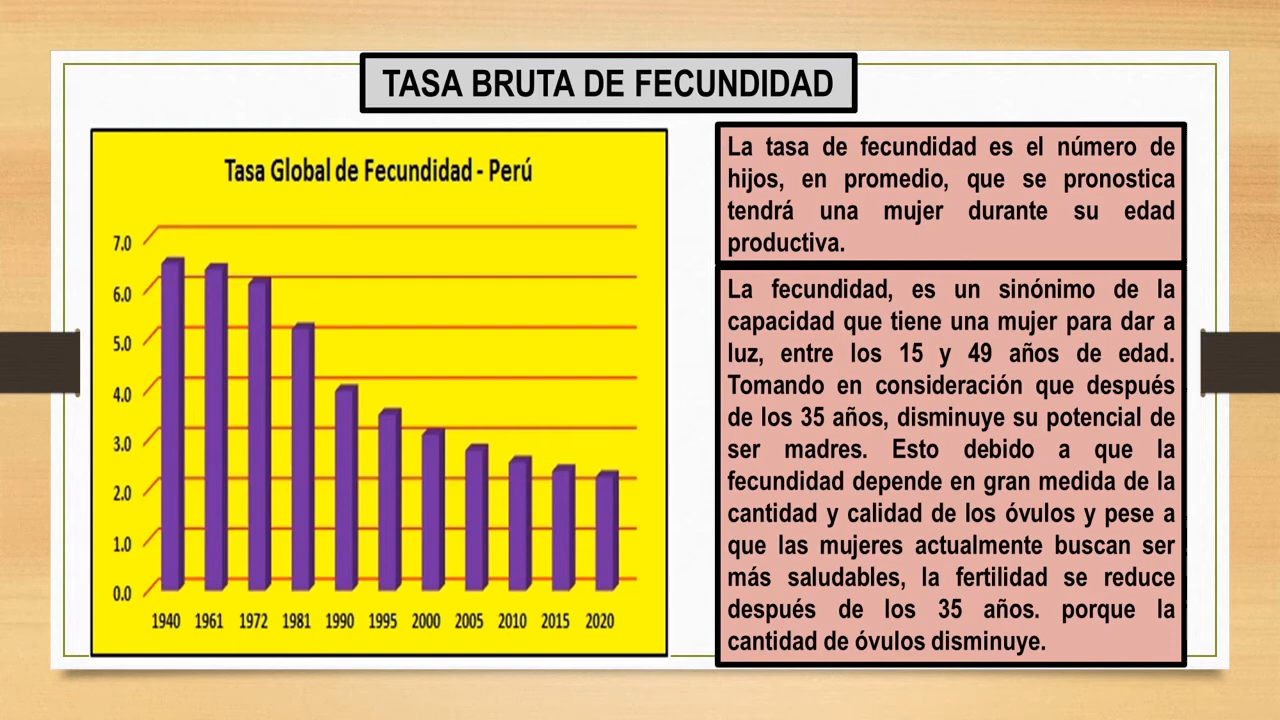 TASA BRUTA DE FECUNDIDAD
Tasa Global de Fecundidad - Perú
7.0
6.0
5.0
4.0
3.0
2.0
1.0
0.0
1940 1961 1972 1981 1990 1995 2000 2005 2010 2015 2020
La tasa de fecundidad es el número de
hijos, en promedio, que se pronostica
tendrá una mujer durante su edad
productiva.
La fecundidad, es un sinónimo de la
capacidad que tiene una mujer para dar a
luz, entre los 15 y 49 años de edad.
Tomando en consideración que después
de los 35 años, disminuye su potencial de
ser madres. Esto debido a que la
fecundidad depende en gran medida de la
cantidad y calidad de los óvulos y pese a
que las mujeres actualmente buscan ser
más saludables, la fertilidad se reduce
después de los 35 años. porque la
cantidad de óvulos disminuye.